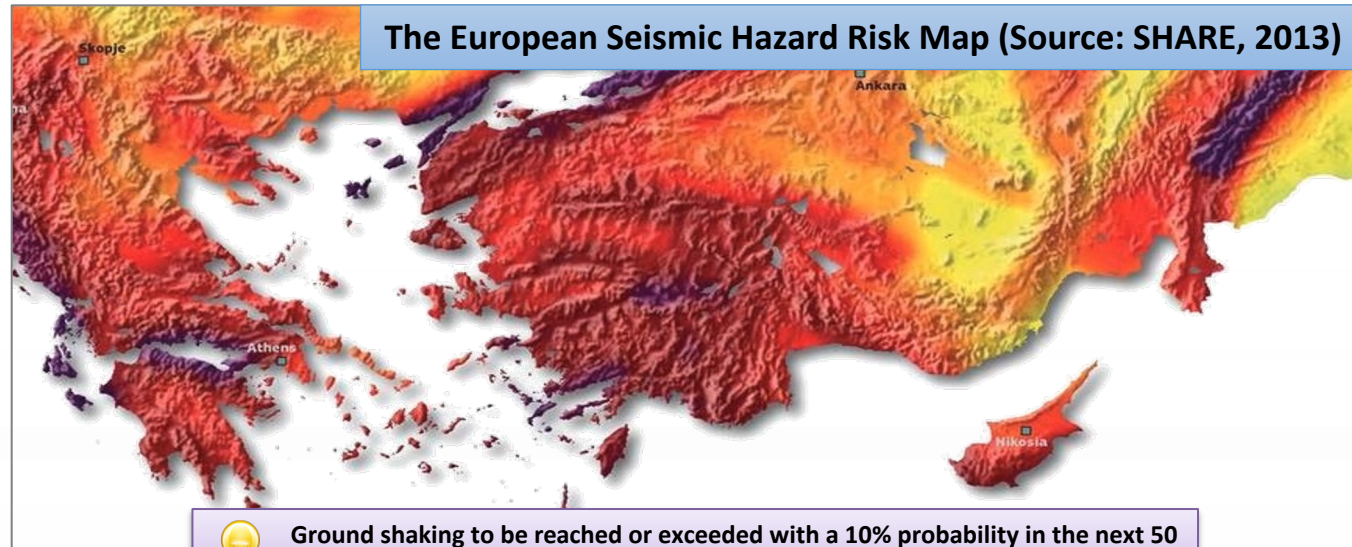 The European Seismic Hazard Risk Map (Source: SHARE, 2013)
Skopje
Ankara
Athens
Nikosia
Ground shaking to be reached or exceeded with a 10% probability in the next 50